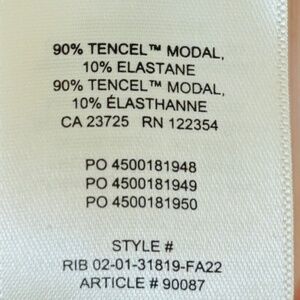 90% TENCEL™ MODAL,
10% ELASTANE
90% TENCEL™ MODAL,
10% ÉLASTHANNE
CA 23725 RN 122354
PO 4500181948
PO 4500181949
PO 4500181950
STYLE #
RIB 02-01-31819-FA22
ARTICLE # 90087